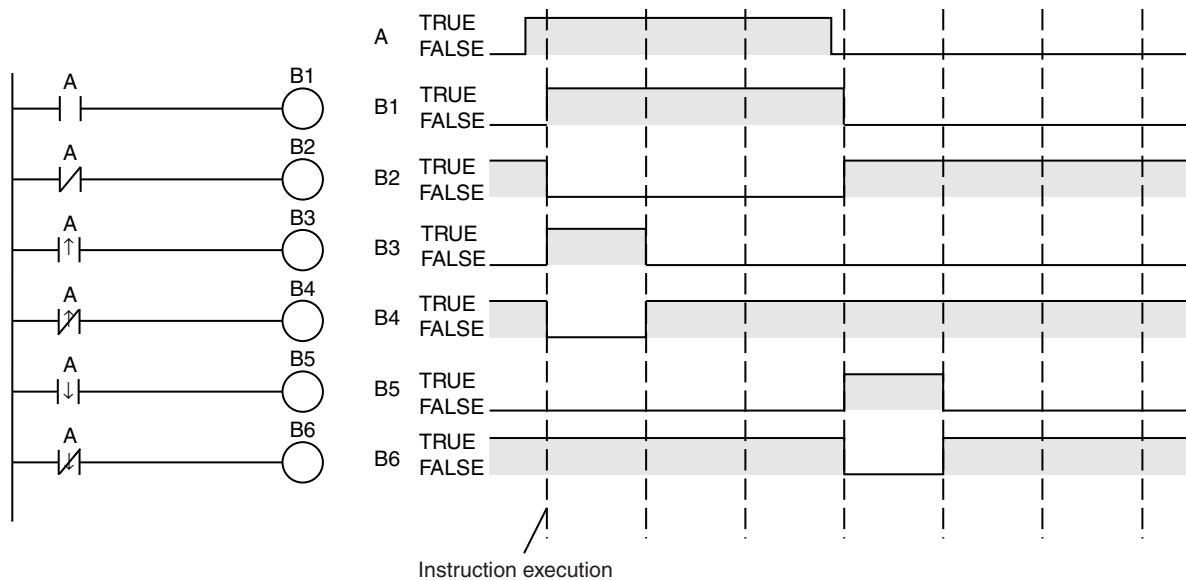 A
B1
A
B2
A
B3
↑
A
B4
↑
A
B5
↓
A
B6
↓
A TRUE
FALSE
B1 TRUE
FALSE
B2 TRUE
FALSE
B3 TRUE
FALSE
B4 TRUE
FALSE
B5 TRUE
FALSE
B6 TRUE
FALSE
Instruction execution